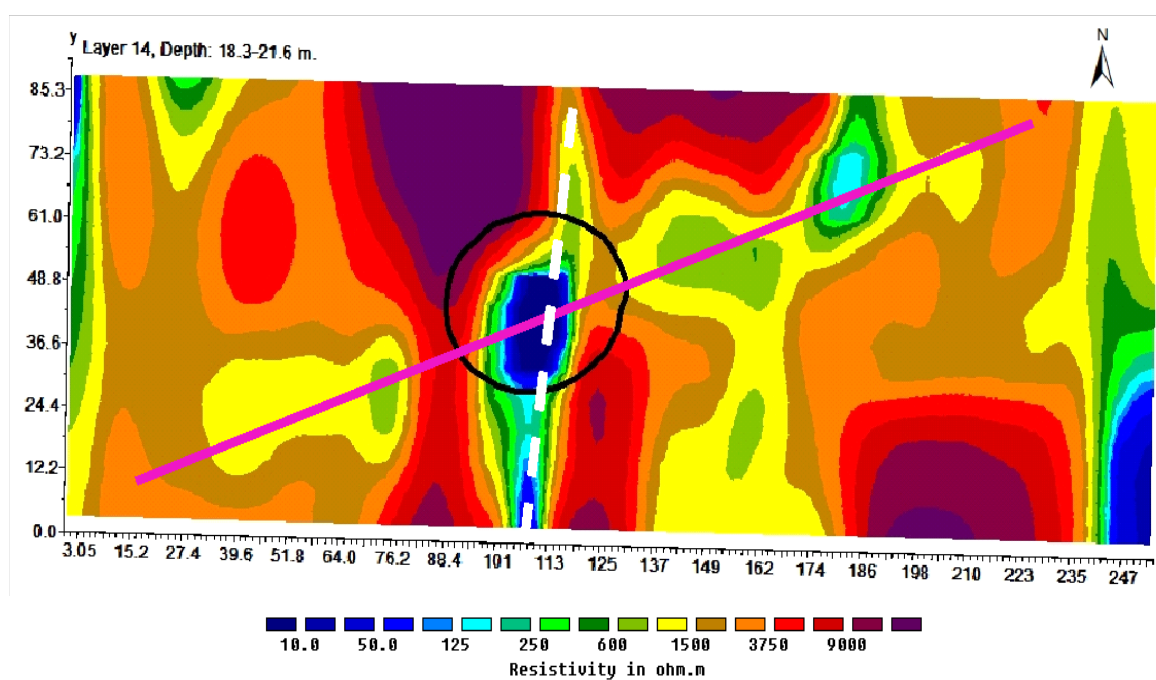 y
Layer 14, Depth: 18.3-21.6 m.
N
85.3
73.2
61.0
48.8
36.6
24.4
12.2
0.0
3.05 15.2 27.4 39.6 51.8 64.0 76.2 88.4 101 113 125 137 149 162 174 186 198 210 223 235 247
10.0 50.0 125 250 600 1500 3750 9000
Resistivity in ohm.m